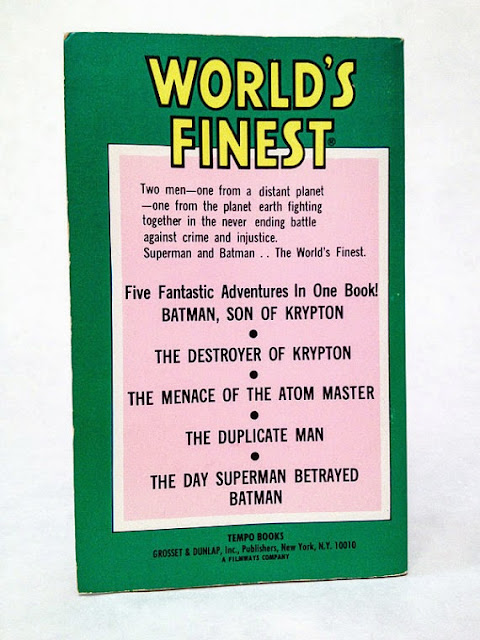 WORLD'S
FINEST®
Two men—one from a distant planet
—one from the planet earth fighting
together in the never ending battle
against crime and injustice.
Superman and Batman . . The World's Finest.
Five Fantastic Adventures In One Book!
BATMAN, SON OF KRYPTON
●
THE DESTROYER OF KRYPTON
●
THE MENACE OF THE ATOM MASTER
●
THE DUPLICATE MAN
●
THE DAY SUPERMAN BETRAYED
BATMAN
TEMPO BOOKS
GROSSET & DUNLAP, Inc., Publishers, New York, N.Y. 10010
A FILMWAYS COMPANY